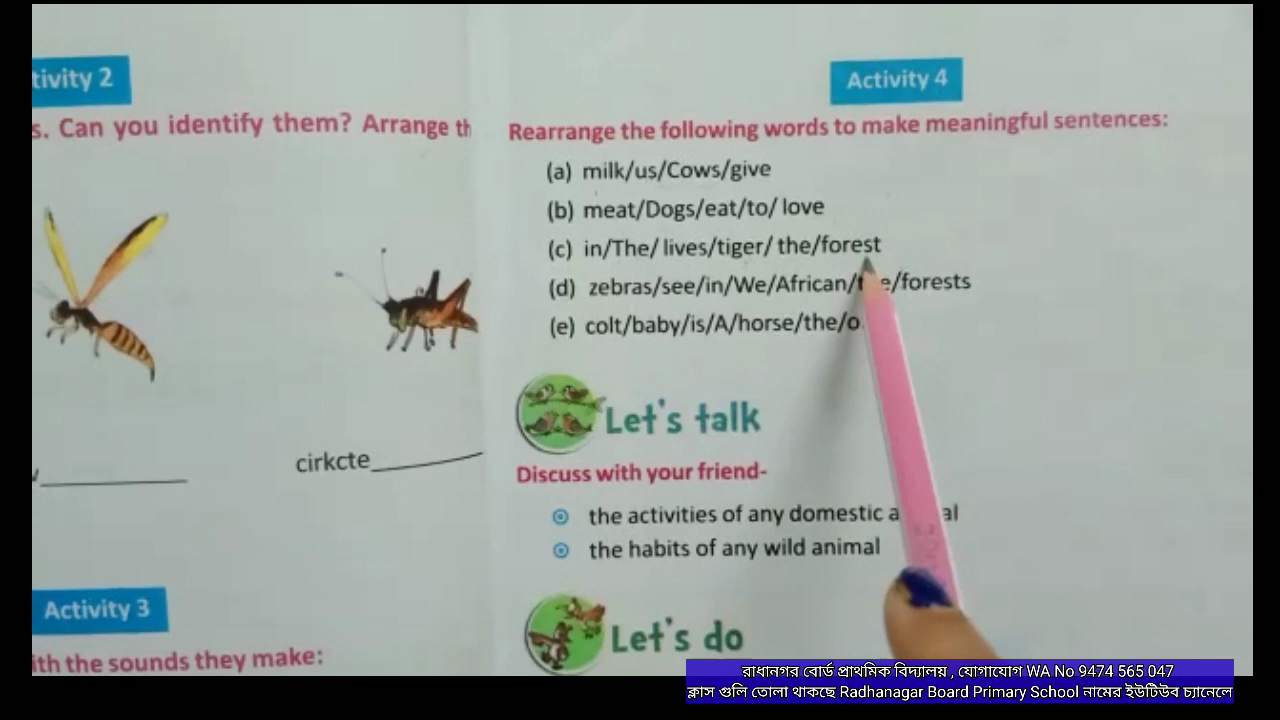 tivity 2
s. Can you identify them? Arrange th
cirkcte
Activity 3
ith the sounds they make:
Activity 4
Rearrange the following words to make meaningful sentences:
(a) milk/us/Cows/give
(b) meat/Dogs/eat/to/ love
(c) in/The/ lives/tiger/ the/forest
(d) zebras/see/in/We/African/the/forests
(e) colt/baby/is/A/horse/the/o
Let's talk
Discuss with your friend-
the activities of any domestic a al
the habits of any wild animal
Let's do
রাধানগর বোর্ড প্রাথমিক বিদ্যালয় , যোগাযোগ WA No 9474 565 047
ক্লাস গুলি তোলা থাকছে Radhanagar Board Primary School নামের ইউটিউব চ্যানেলে